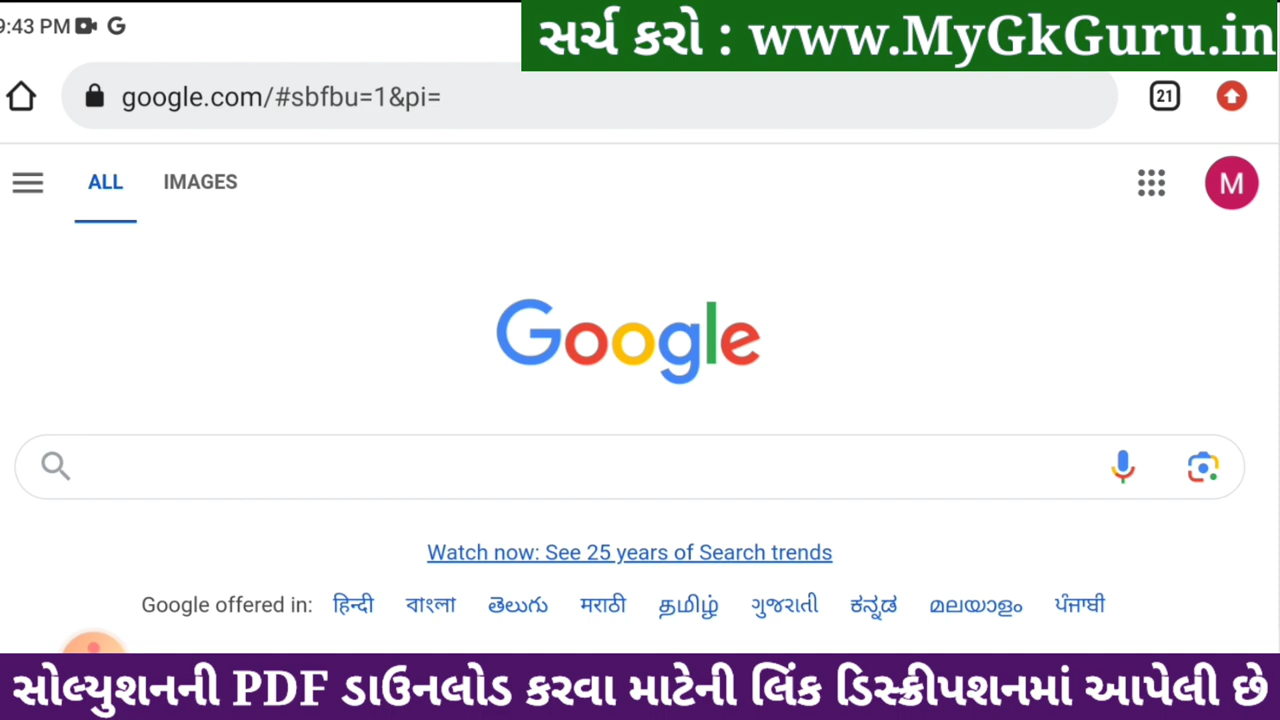 9:43 PM G
સર્ચ કરો : www.MyGkGuru.in
google.com/#sbfbu=1&pi=
21
ALL IMAGES
M
Google
Watch now: See 25 years of Search trends
Google offered in: हिन्दी বাংলা తెలుగు मराठी தமிழ் ગુજરાતી ಕನ್ನಡ മലയാളം ਪੰਜਾਬੀ
સોલ્યુશનની PDF ડાઉનલોડ કરવા માટેની લિંક ડિસ્ક્રીપશનમાં આપેલી છે